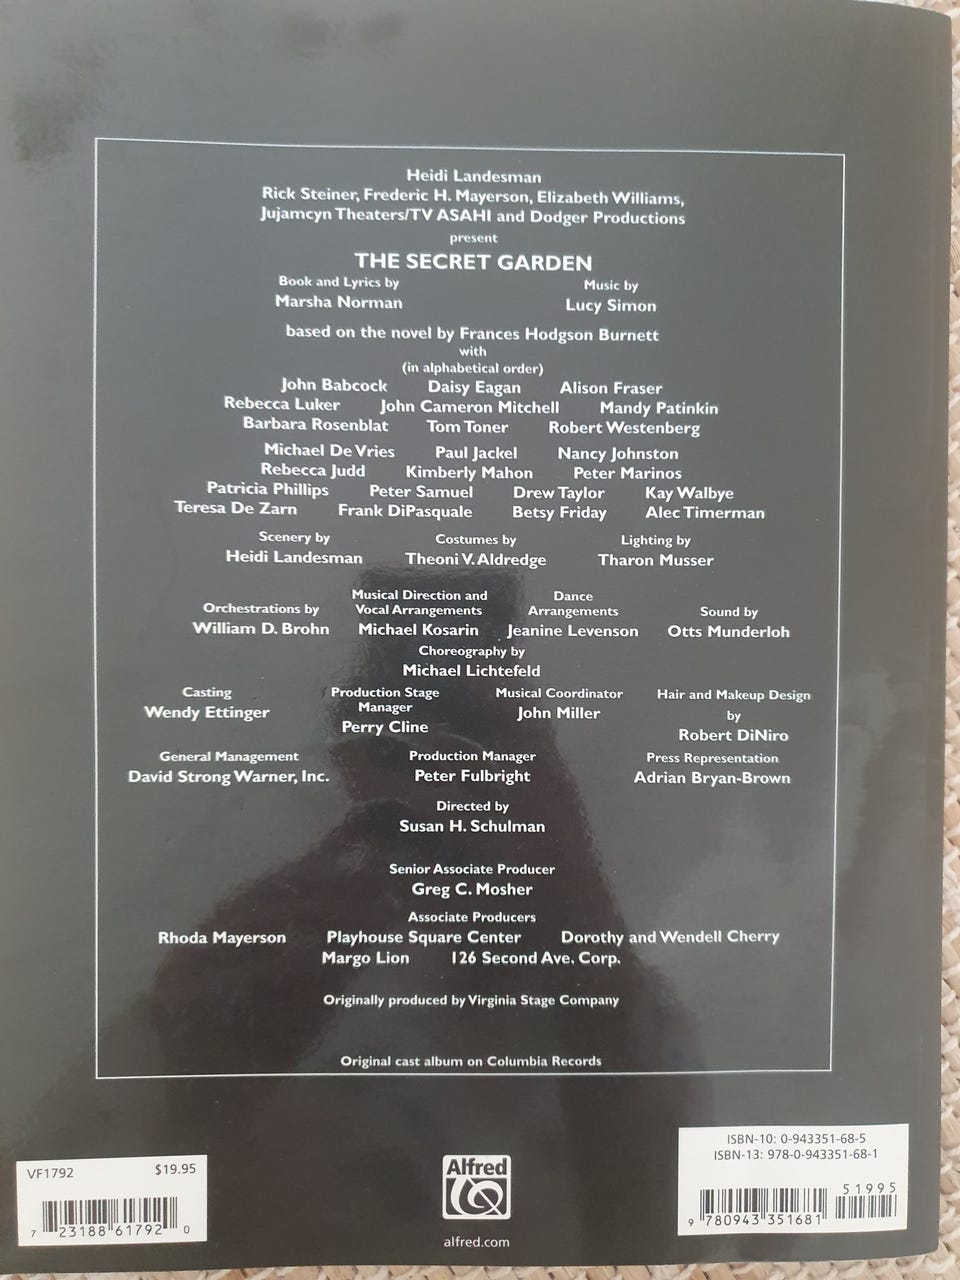 Heidi Landesman
Rick Steiner, Frederic H. Mayerson, Elizabeth Williams,
Jujamcyn Theaters/TV ASAHI and Dodger Productions
present
THE SECRET GARDEN
Book and Lyrics by Music by
Marsha Norman Lucy Simon
based on the novel by Frances Hodgson Burnett
with
(in alphabetical order)
John Babcock Daisy Eagan Alison Fraser
Rebecca Luker John Cameron Mitchell Mandy Patinkin
Barbara Rosenblat Tom Toner Robert Westenberg
Michael De Vries Paul Jackel Nancy Johnston
Rebecca Judd Kimberly Mahon Peter Marinos
Patricia Phillips Peter Samuel Drew Taylor Kay Walbye
Teresa De Zarn Frank DiPasquale Betsy Friday Alec Timerman
Scenery by Costumes by Lighting by
Heidi Landesman Theoni V. Aldredge Tharon Musser
Orchestrations by
William D. Brohn
Musical Direction and
Vocal Arrangements
Michael Kosarin
Dance
Arrangements
Jeanine Levenson
Sound by
Otts Munderloh
Choreography by
Michael Lichtefeld
Casting
Wendy Ettinger
Production Stage
Manager
Perry Cline
Musical Coordinator
John Miller
Hair and Makeup Design
by
Robert DiNiro
General Management Production Manager Press Representation
David Strong Warner, Inc. Peter Fulbright Adrian Bryan-Brown
Directed by
Susan H. Schulman
Senior Associate Producer
Greg C. Mosher
Associate Producers
Rhoda Mayerson Playhouse Square Center Dorothy and Wendell Cherry
Margo Lion 126 Second Ave. Corp.
Originally produced by Virginia Stage Company
Original cast album on Columbia Records
VF1792 $19.95
7 23188 61792 0
Alfred
alfred.com
ISBN-10: 0-943351-68-5
ISBN-13: 978-0-943351-68-1
51995
9 780943 351681